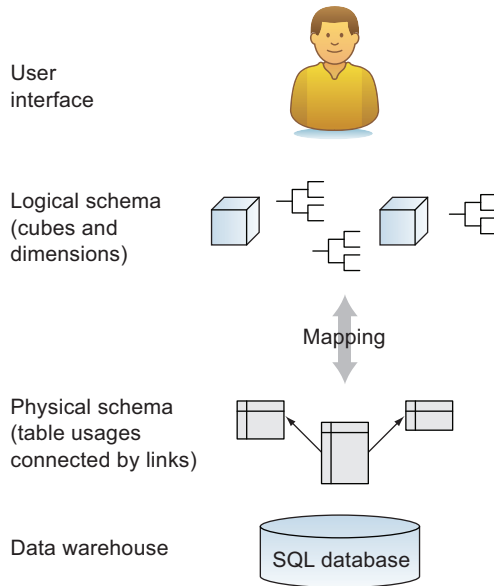 User
interface
Logical schema
(cubes and
dimensions)
Mapping
Physical schema
(table usages
connected by links)
Data warehouse
SQL database